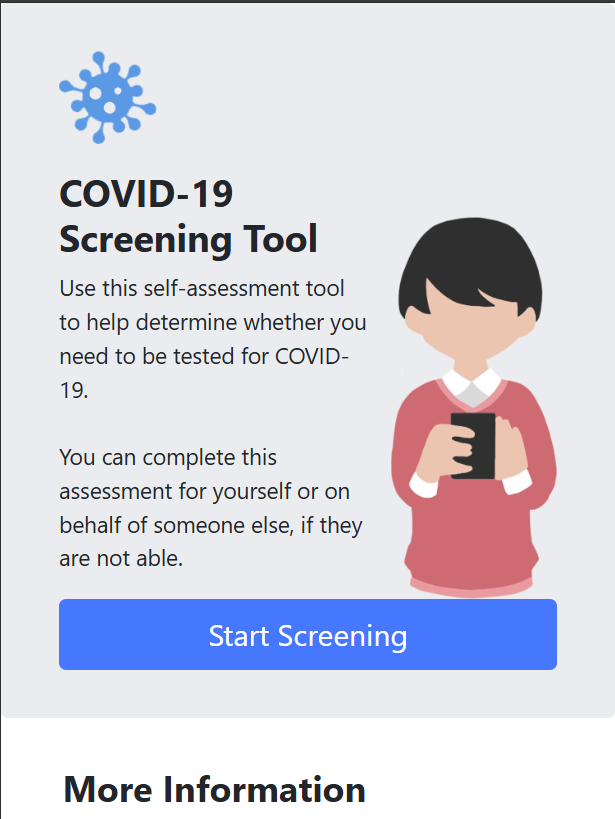 COVID-19
Screening Tool
Use this self-assessment tool
to help determine whether you
need to be tested for COVID-
19.
You can complete this
assessment for yourself or on
behalf of someone else, if they
are not able.
Start Screening
More Information